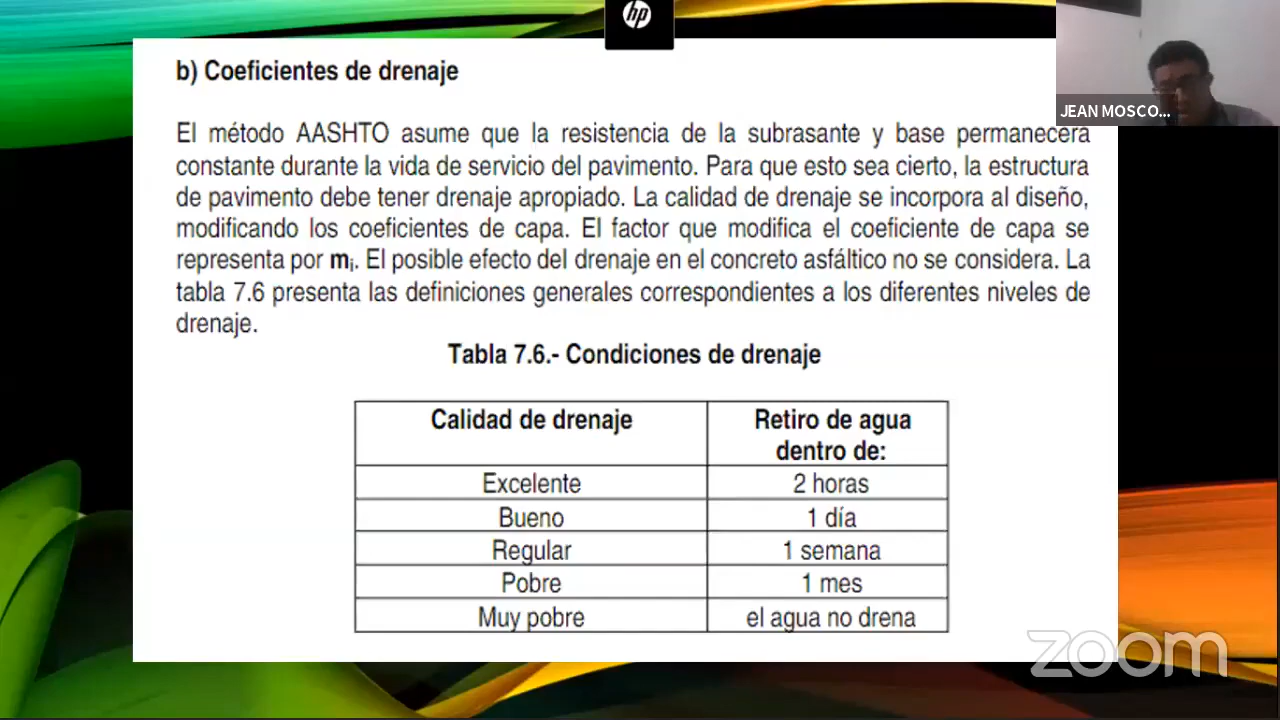 hp
JEAN MOSCO...
b) Coeficientes de drenaje
El método AASHTO asume que la resistencia de la subrasante y base permanecerá
constante durante la vida de servicio del pavimento. Para que esto sea cierto, la estructura
de pavimento debe tener drenaje apropiado. La calidad de drenaje se incorpora al diseño,
modificando los coeficientes de capa. El factor que modifica el coeficiente de capa se
representa por mi. El posible efecto del drenaje en el concreto asfáltico no se considera. La
tabla 7.6 presenta las definiciones generales correspondientes a los diferentes niveles de
drenaje.
Tabla 7.6.- Condiciones de drenaje
Calidad de drenaje
Retiro de agua
dentro de:
Excelente
2 horas
Bueno
1 día
Regular
1 semana
Pobre
1 mes
Muy pobre
el agua no drena
zoom